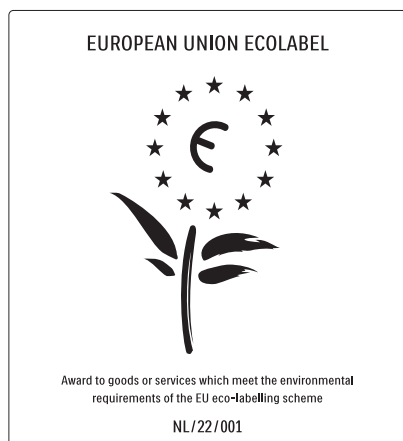 EUROPEAN UNION ECOLABEL
Award to goods or services which meet the environmental
requirements of the EU eco-labelling scheme
NL/22/001